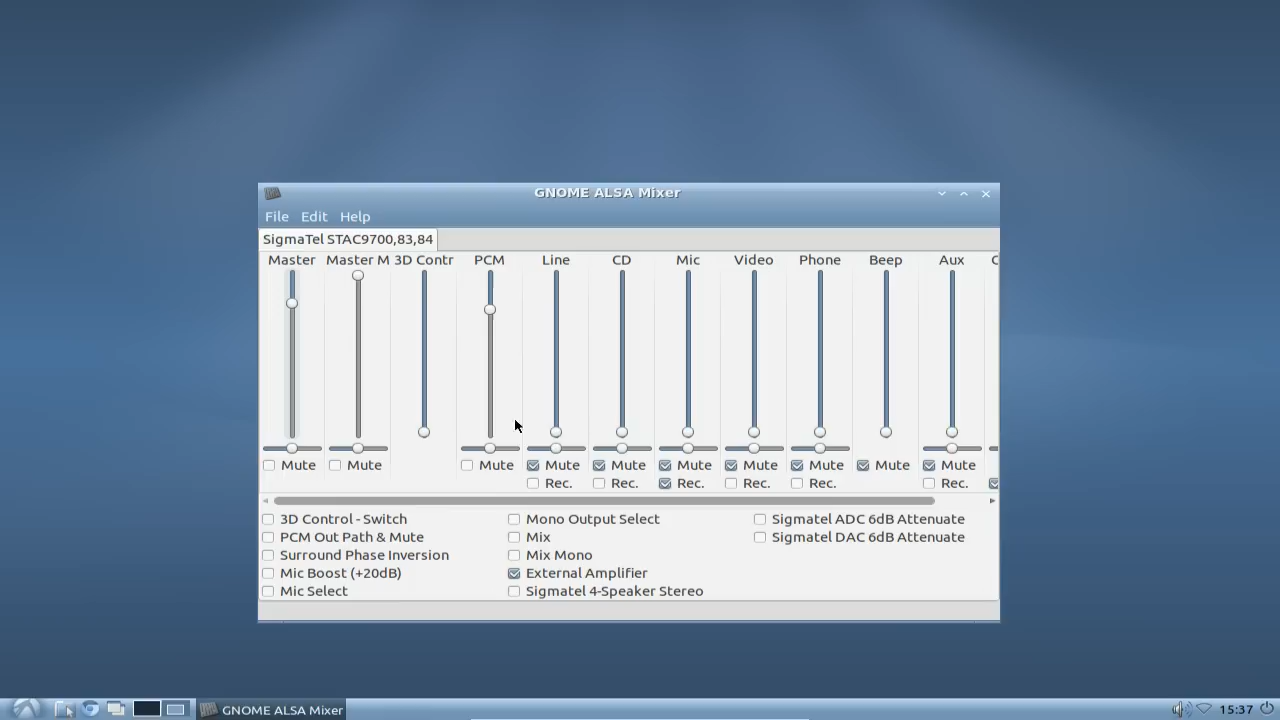 GNOME ALSA Mixer
File Edit Help
SigmaTel STAC9700,83,84
Master Master M 3D Contr PCM Line CD Mic Video Phone Beep Aux C
Mute Mute Mute Mute Mute Mute Mute Mute Mute Mute
Rec. Rec. Rec. Rec. Rec. Rec.
3D Control - Switch Mono Output Select Sigmatel ADC 6dB Attenuate
PCM Out Path & Mute Mix Sigmatel DAC 6dB Attenuate
Surround Phase Inversion Mix Mono
Mic Boost (+20dB) External Amplifier
Mic Select Sigmatel 4-Speaker Stereo
GNOME ALSA Mixer 15:37